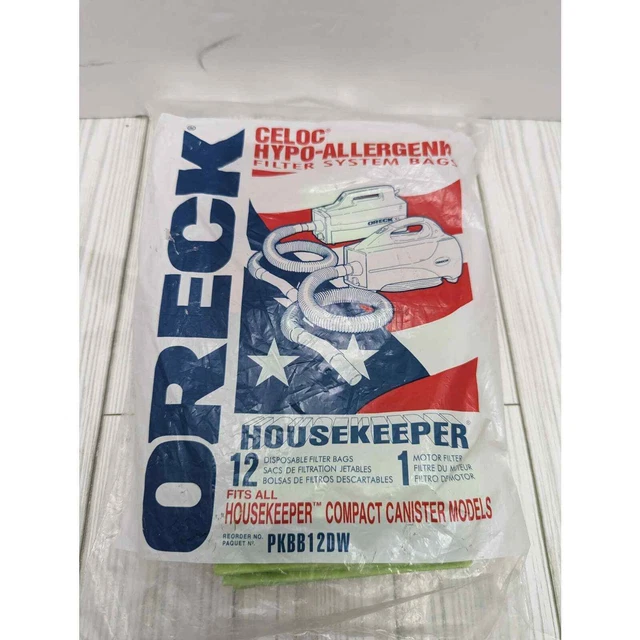 ORECK
CELOC®
HYPO-ALLERGENI
FILTER SYSTEM BAGS
ORECK
HOUSEKEEPER®
12 DISPOSABLE FILTER BAGS
SACS DE FILTRATION JETABLES
BOLSAS DE FILTROS DESCARTABLES
1 MOTOR FILTER
FILTRE DU MOTEUR
FILTRO D/MOTOR
FITS ALL
HOUSEKEEPER™ COMPACT CANISTER MODELS
REORDER NO.
PAQUET Nº.
PKBB12DW